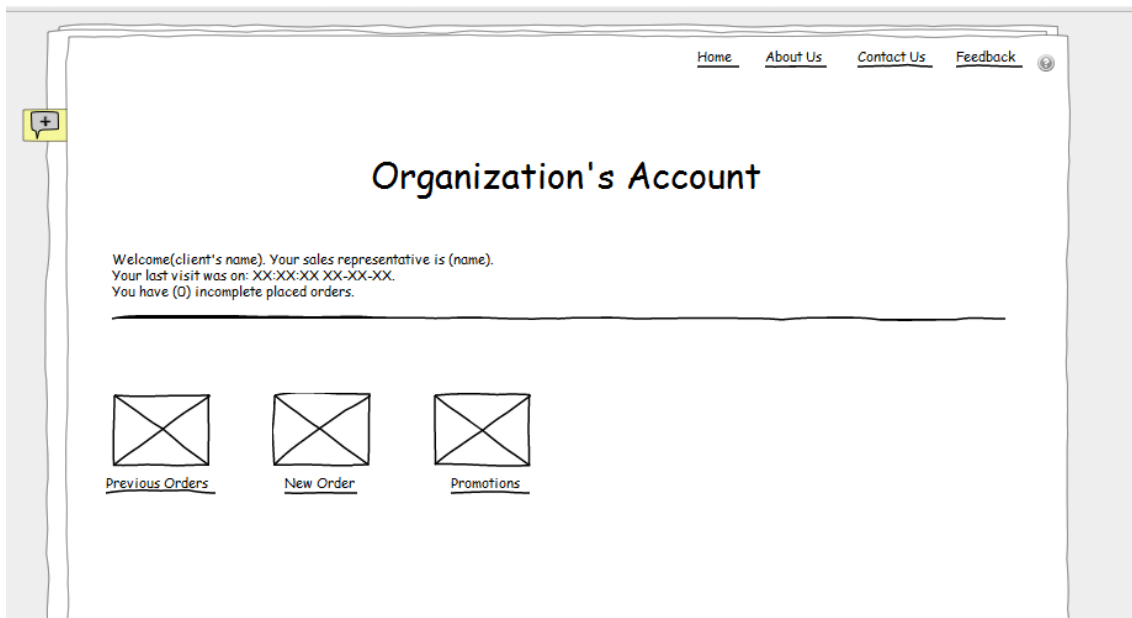 Home About Us Contact Us Feedback ?
+
Organization's Account
Welcome(client's name). Your sales representative is (name).
Your last visit was on: XX:XX:XX XX-XX-XX.
You have (0) incomplete placed orders.
Previous Orders New Order Promotions